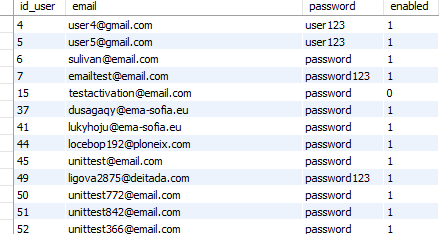 id_user email password enabled
4 user4@gmail.com user123 1
5 user5@gmail.com user123 1
6 sulivan@email.com password 1
7 emailtest@email.com password123 1
15 testactivation@email.com password 0
37 dusagaqy@ema-sofia.eu password 1
41 lukyhoju@ema-sofia.eu password 1
44 locebop192@ploneix.com password 1
45 unittest@email.com password 1
49 ligova2875@deitada.com password123 1
50 unittest772@email.com password 1
51 unittest842@email.com password 1
52 unittest366@email.com password 1